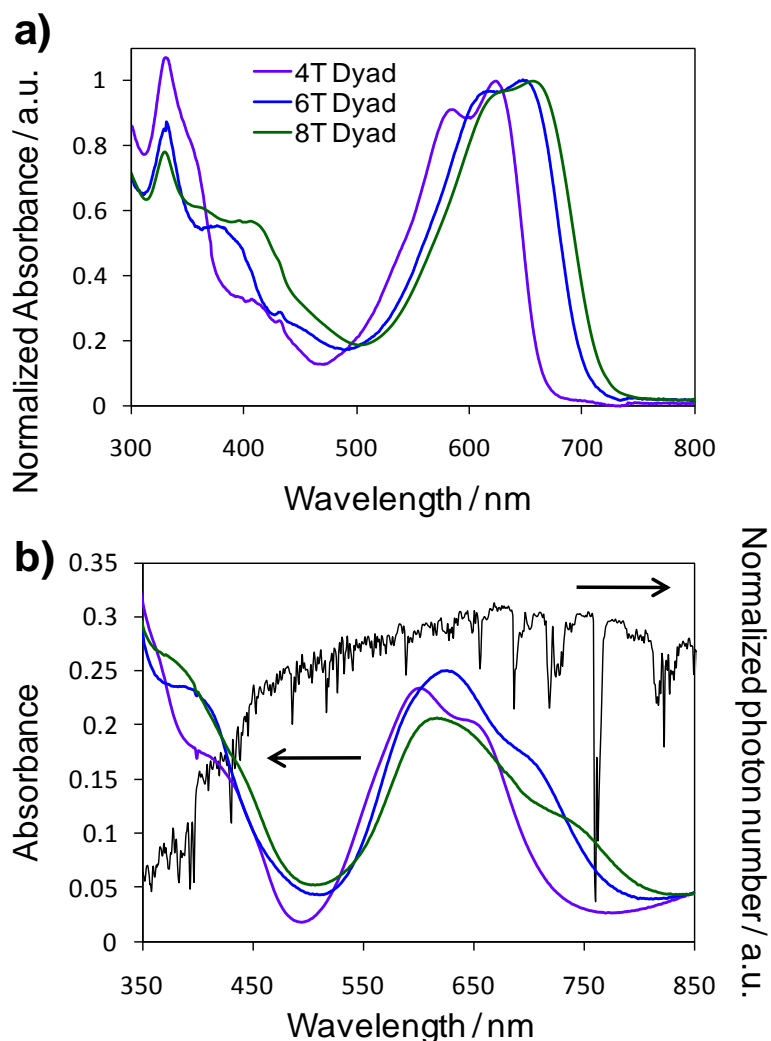 a)
Normalized Absorbance / a.u.
1
0.8
0.6
0.4
0.2
0
4T Dyad
6T Dyad
8T Dyad
300 400 500 600 700 800
Wavelength / nm
b)
Absorbance
0.35
0.3
0.25
0.2
0.15
0.1
0.05
0
350 450 550 650 750 850
Wavelength / nm
Normalized photon
number / a.u.